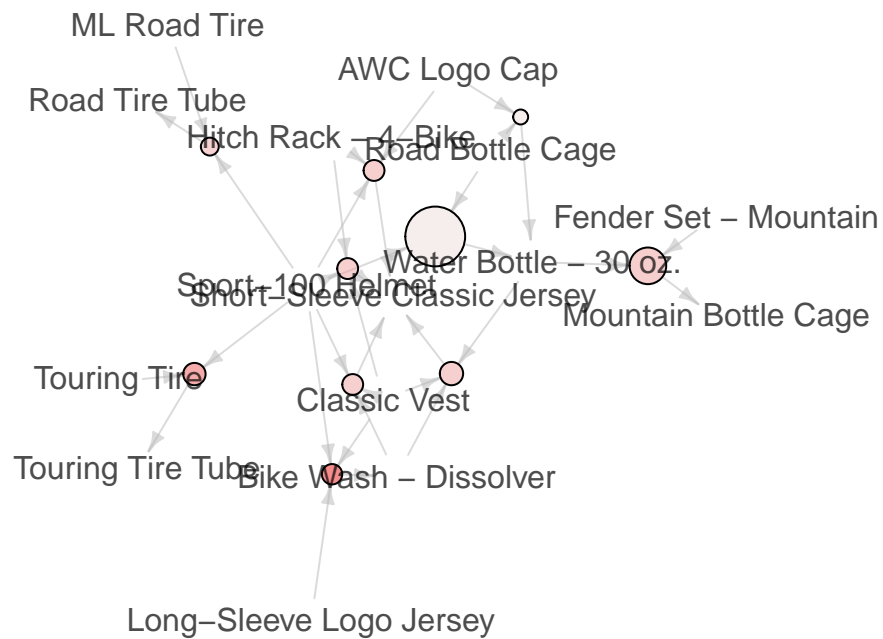 ML Road Tire
AWC Logo Cap
Road Tire Tube
Hitch Rack – 4–Bike
Road Bottle Cage
Fender Set – Mountain
Water Bottle – 30 oz.
Sport–100 Helmet
Short–Sleeve Classic Jersey
Mountain Bottle Cage
Touring Tire
Classic Vest
Touring Tire Tube
Bike Wash – Dissolver
Long–Sleeve Logo Jersey